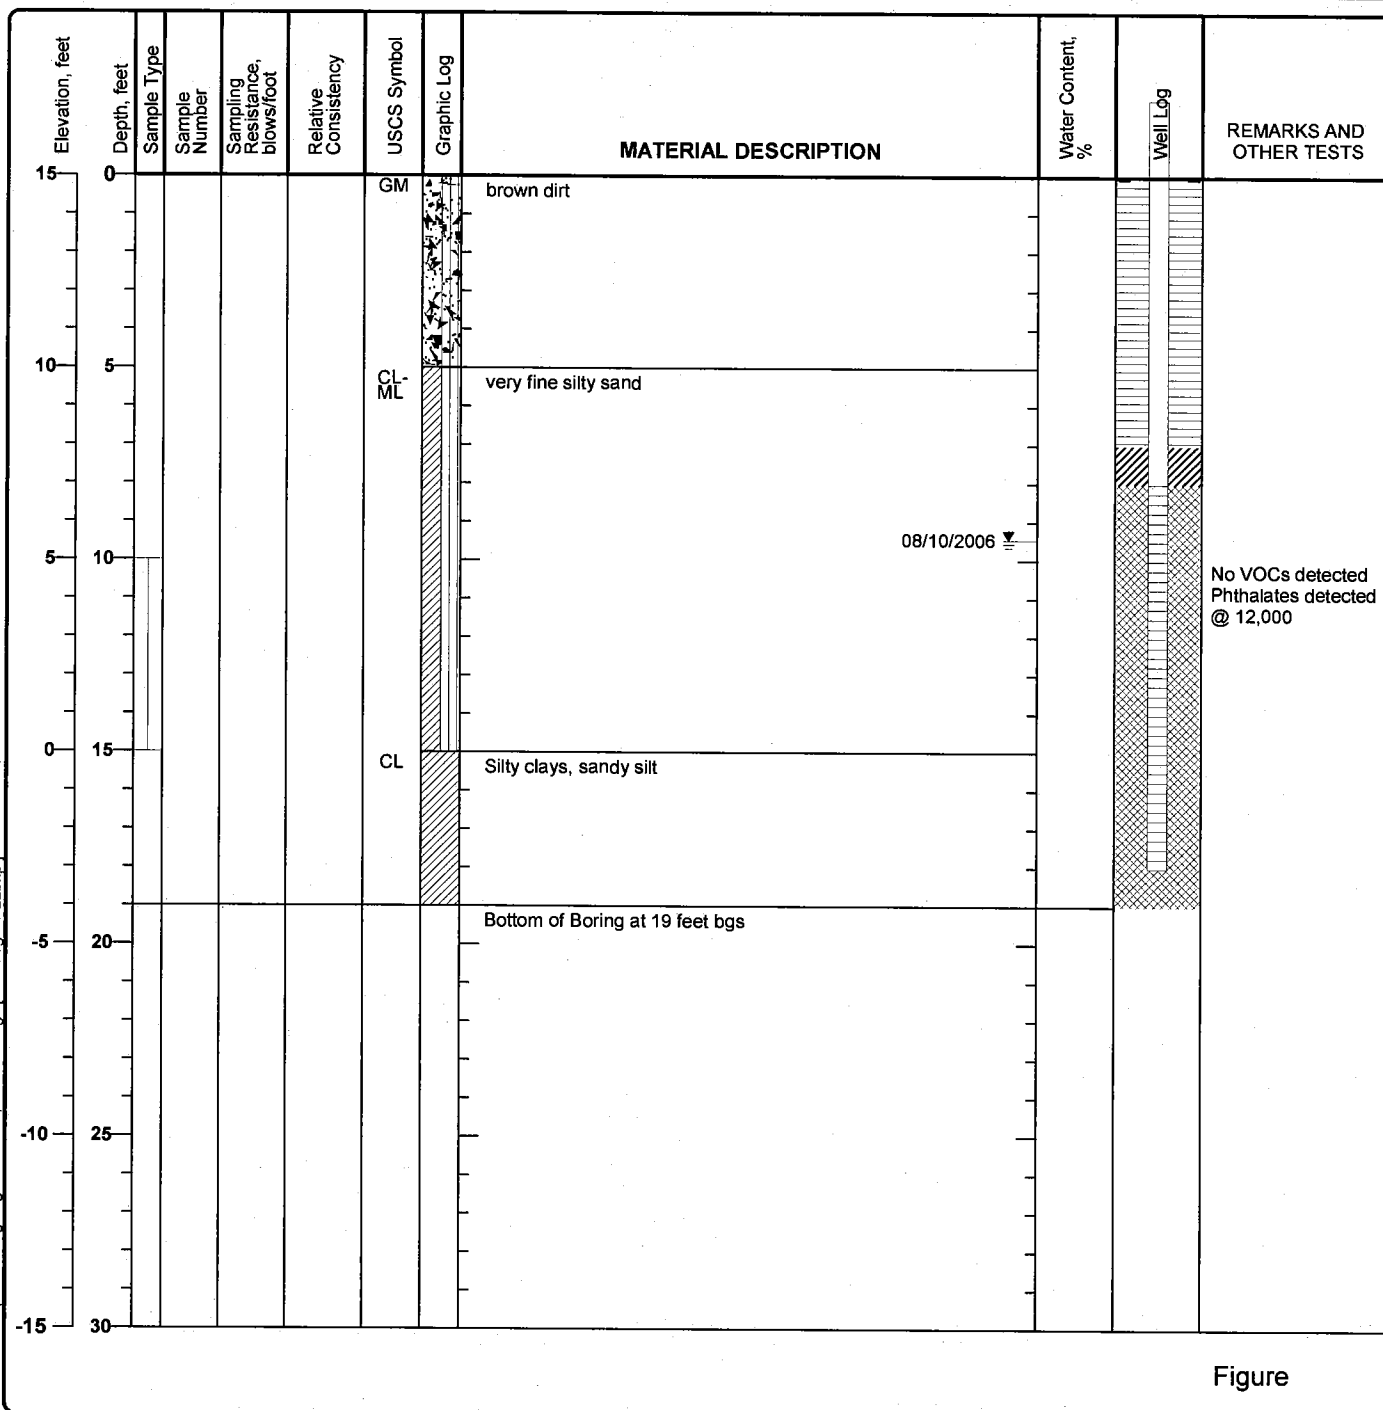 Elevation, feet
Depth, feet
Sample Type
Sample
Number
Sampling
Resistance,
blows/foot
Relative
Consistency
USCS Symbol
Graphic Log
MATERIAL DESCRIPTION
Water Content,
%
Well Log
REMARKS AND
OTHER TESTS
15 0
GM brown dirt
10 5
CL-
ML
very fine silty sand
08/10/2006
5 10
No VOCs detected
Phthalates detected
@ 12,000
0 15
CL Silty clays, sandy silt
Bottom of Boring at 19 feet bgs
-5 20
-10 25
-15 30
Figure